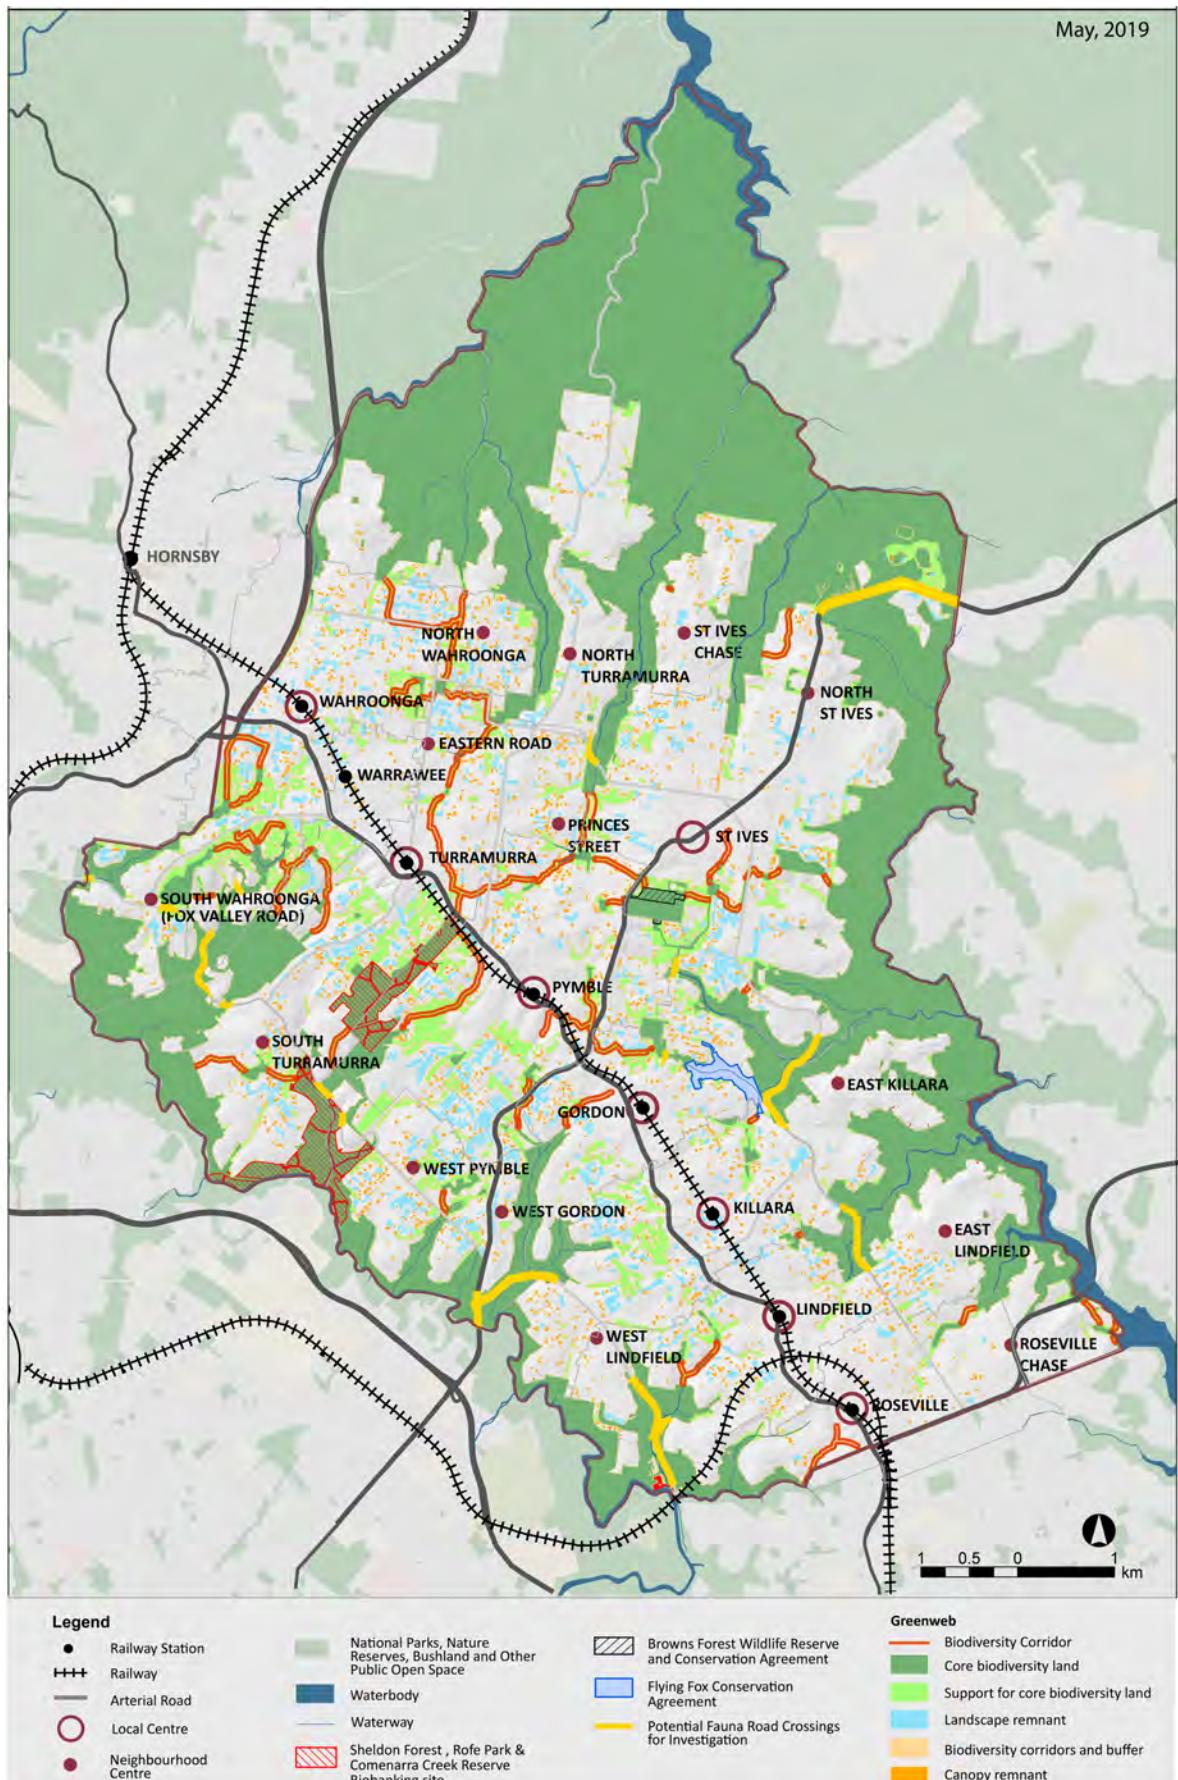 May, 2019
HORNSBY
NORTH
WAHROONGA
NORTH
TURRAMURRA
ST IVES
CHASE
NORTH
ST IVES
WAHROONGA
EASTERN ROAD
WARRAWEE
PRINCES
STREET
ST IVES
TURRAMURRA
SOUTH WAHROONGA
(FOX VALLEY ROAD)
PYMBLE
SOUTH
TURRAMURRA
EAST KILLARA
GORDON
WEST PYMBLE
WEST GORDON
KILLARA
EAST
LINDFIELD
LINDFIELD
WEST
LINDFIELD
ROSEVILLE
CHASE
ROSEVILLE
1 0.5 0 1
km
Legend
Railway Station
Railway
Arterial Road
Local Centre
Neighbourhood
Centre
National Parks, Nature
Reserves, Bushland and Other
Public Open Space
Waterbody
Waterway
Sheldon Forest , Rofe Park &
Comenarra Creek Reserve
Biobanking site
Browns Forest Wildlife Reserve
and Conservation Agreement
Flying Fox Conservation
Agreement
Potential Fauna Road Crossings
for Investigation
Greenweb
Biodiversity Corridor
Core biodiversity land
Support for core biodiversity land
Landscape remnant
Biodiversity corridors and buffer
Canopy remnant